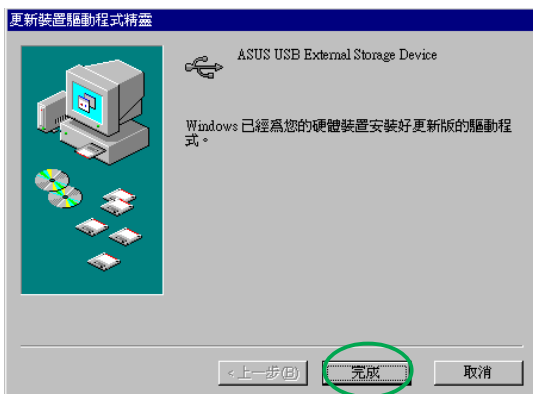 更新裝置驅動程式精靈
ASUS USB External Storage Device
Windows 已經為您的硬體裝置安裝好更新版的驅動程
式。
<上一步(B)
完成
取消